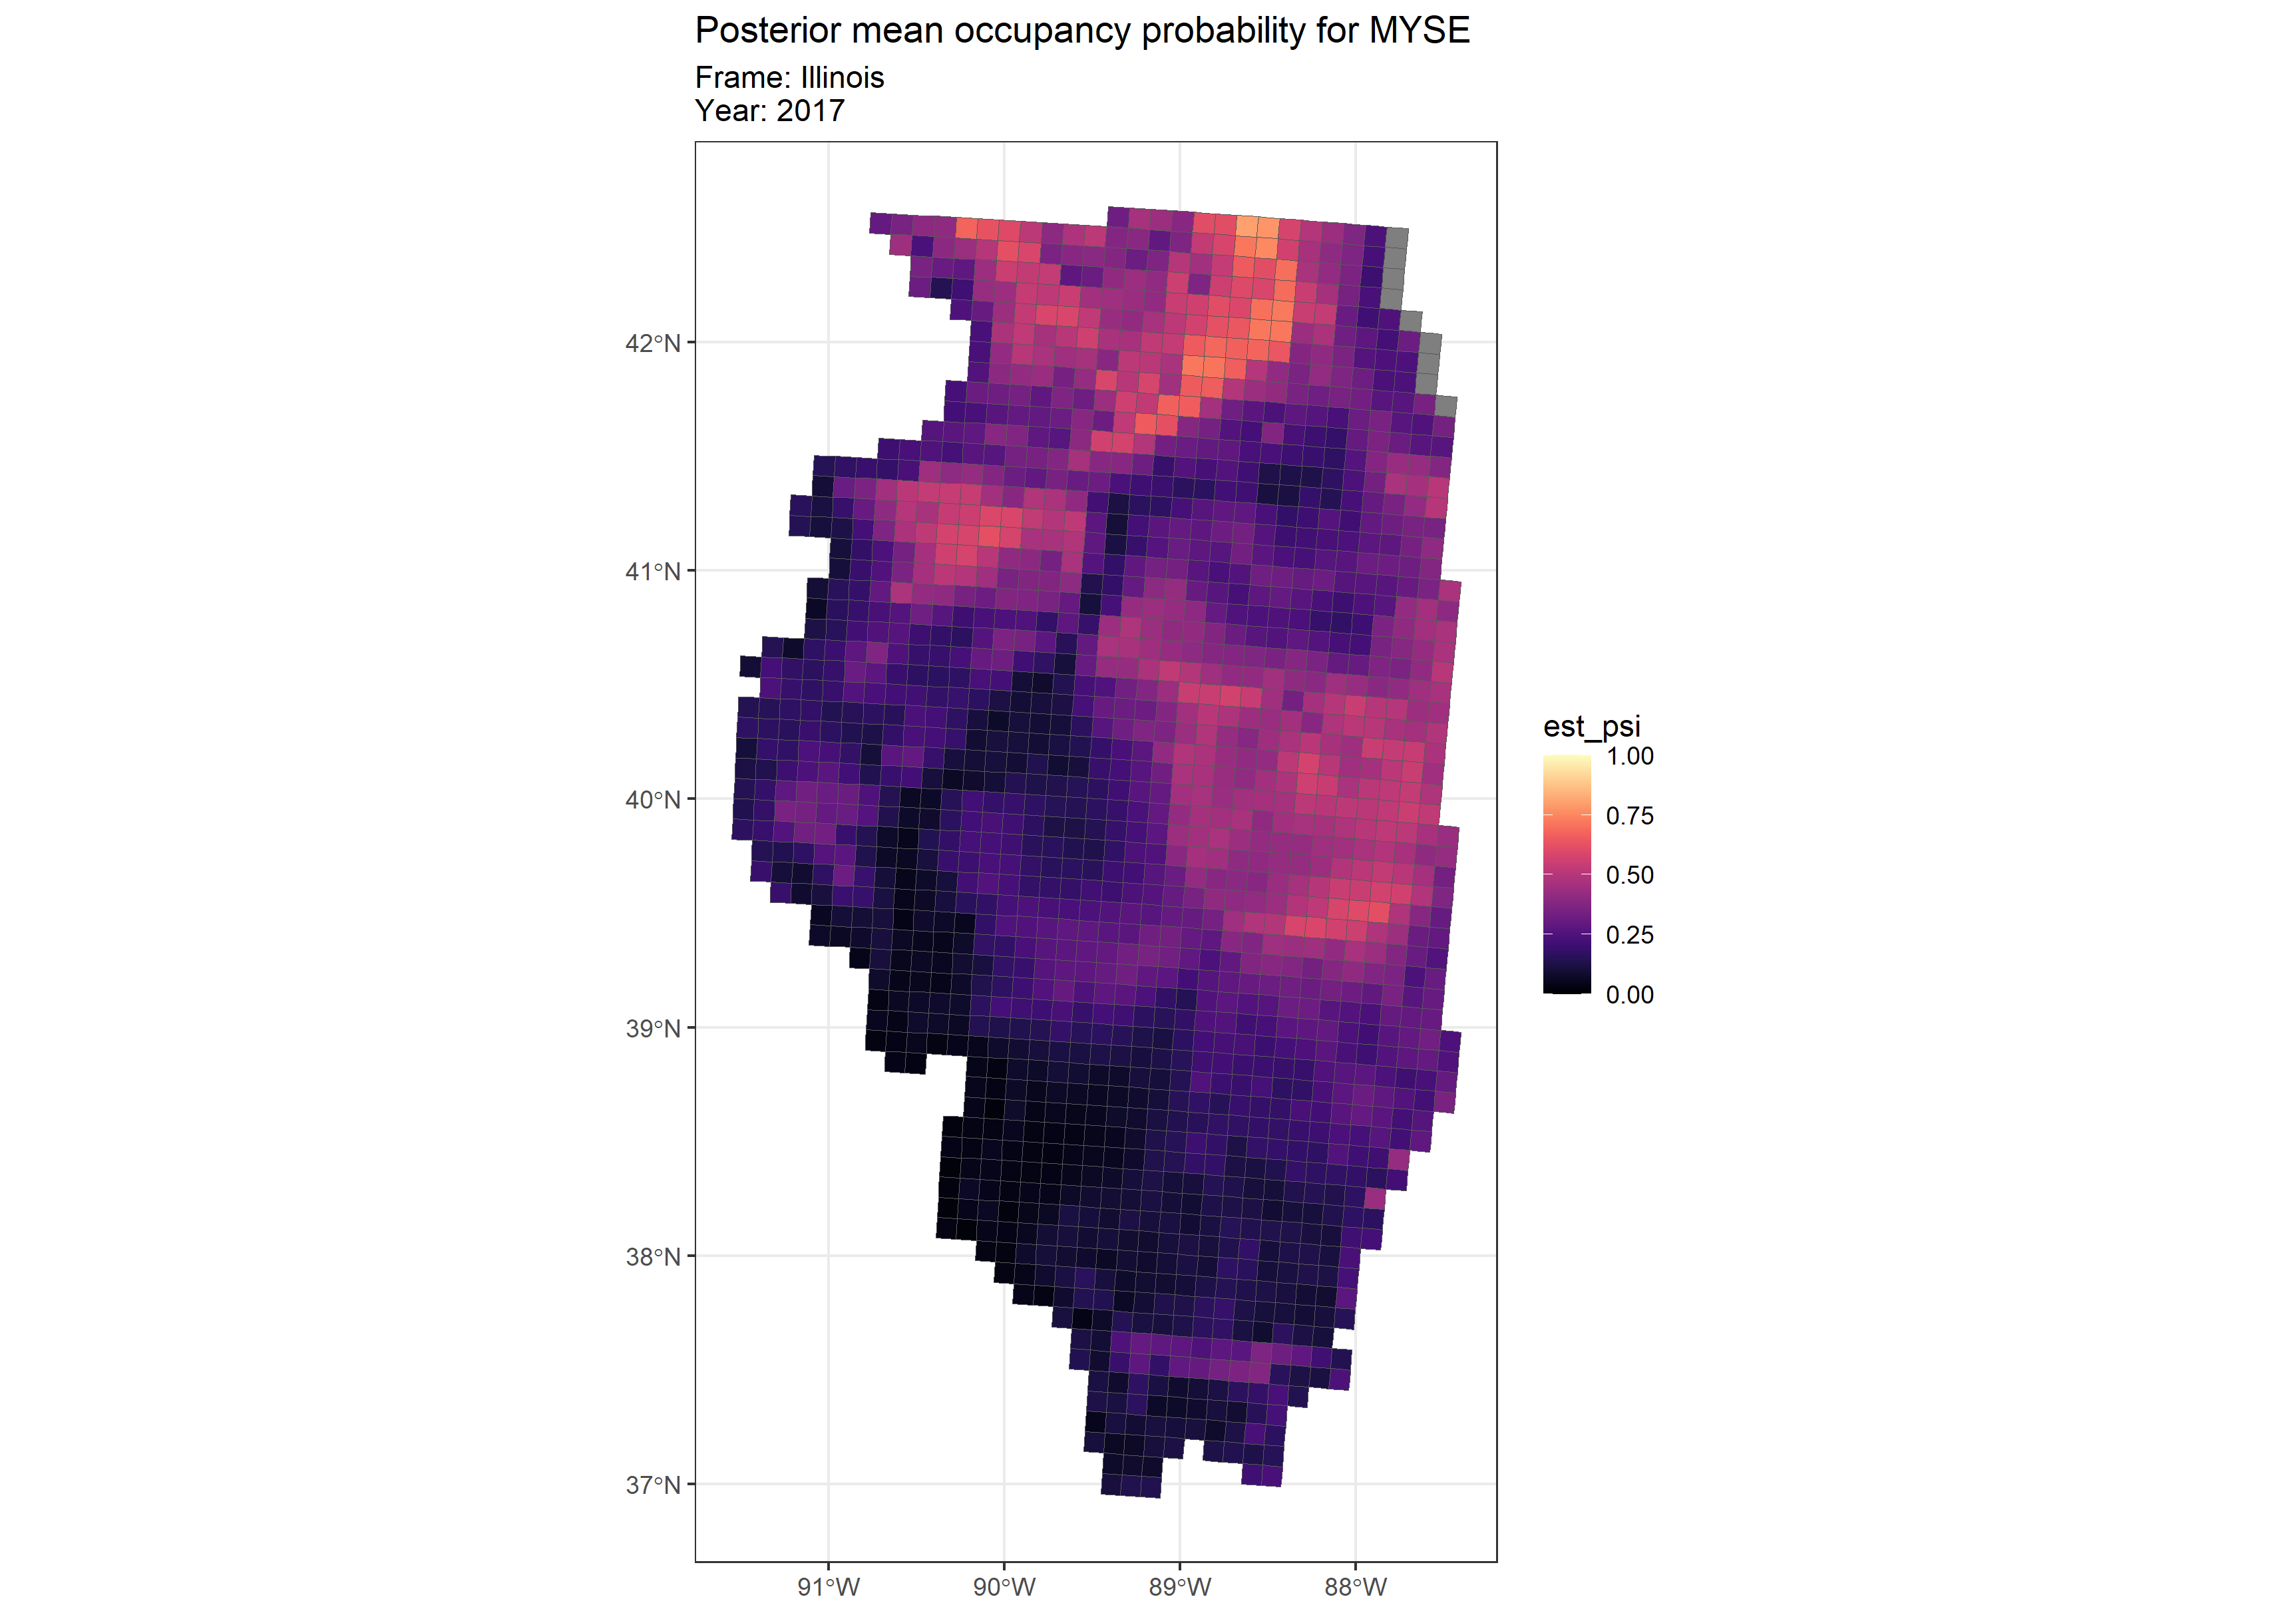 Posterior mean occupancy probability for MYSE
Frame: Illinois
Year: 2017
42°N
41°N
40°N
39°N
38°N
37°N
91°W
90°W
89°W
88°W
est_psi
1.00
0.75
0.50
0.25
0.00